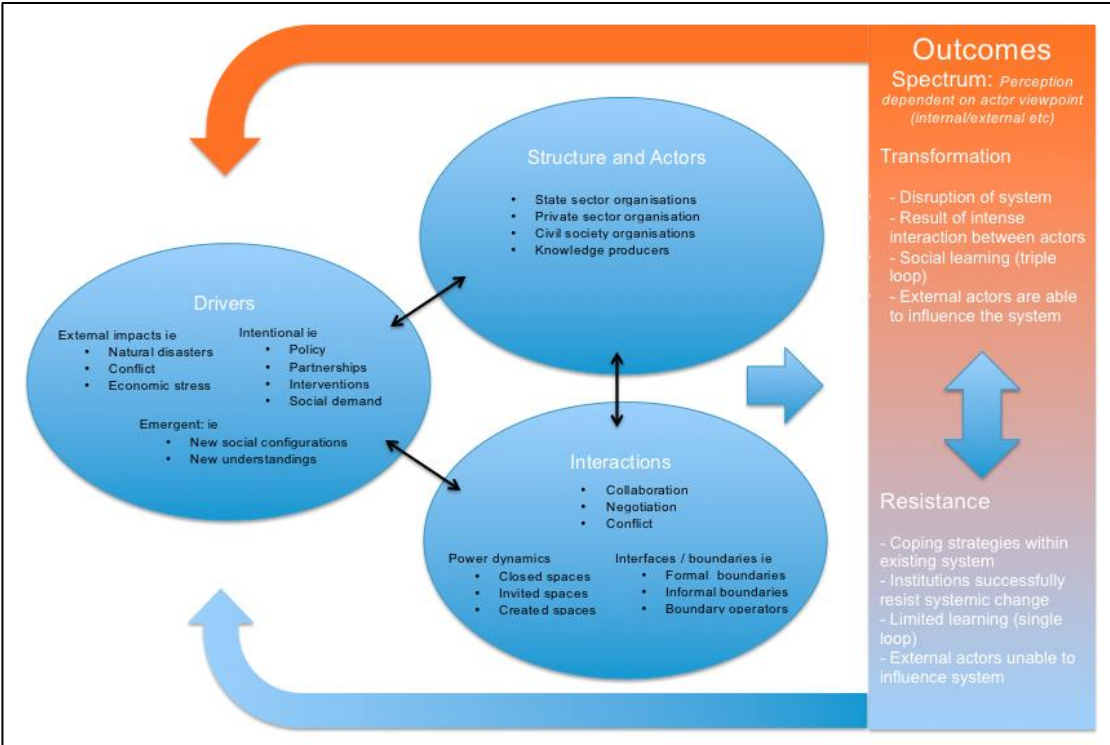 Outcomes
Spectrum: Perception
dependent on actor viewpoint
(internal/external etc)
Transformation
• - Disruption of system
• - Result of intense
interaction between actors
• - Social learning (triple
loop)
• - External actors are able
to influence the system
Resistance
- Coping strategies within
existing system
- Institutions successfully
resist systemic change
- Limited learning (single
loop)
- External actors unable to
influence system
Structure and Actors
• State sector organisations
• Private sector organisation
• Civil society organisations
• Knowledge producers
Drivers
External impacts ie
• Natural disasters
• Conflict
• Economic stress
Intentional ie
• Policy
• Partnerships
• Interventions
• Social demand
Emergent: ie
• New social configurations
• New understandings
Interactions
• Collaboration
• Negotiation
• Conflict
Power dynamics
• Closed spaces
• Invited spaces
• Created spaces
Interfaces / boundaries ie
• Formal boundaries
• Informal boundaries
• Boundary operators